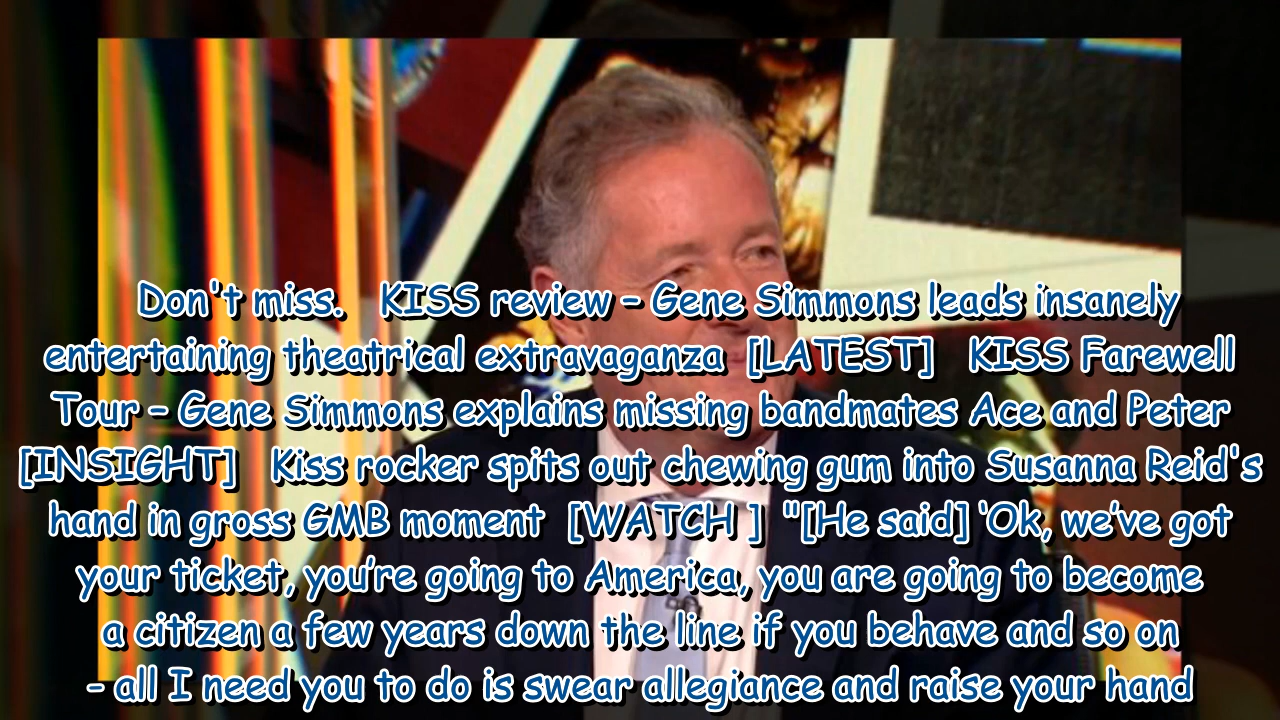 Don't miss. KISS review – Gene Simmons leads insanely
entertaining theatrical extravaganza [LATEST] KISS Farewell
Tour – Gene Simmons explains missing bandmates Ace and Peter
[INSIGHT] Kiss rocker spits out chewing gum into Susanna Reid's
hand in gross GMB moment [WATCH ] "[He said] ‘Ok, we’ve got
your ticket, you’re going to America, you are going to become
a citizen a few years down the line if you behave and so on
– all I need you to do is swear allegiance and raise your hand